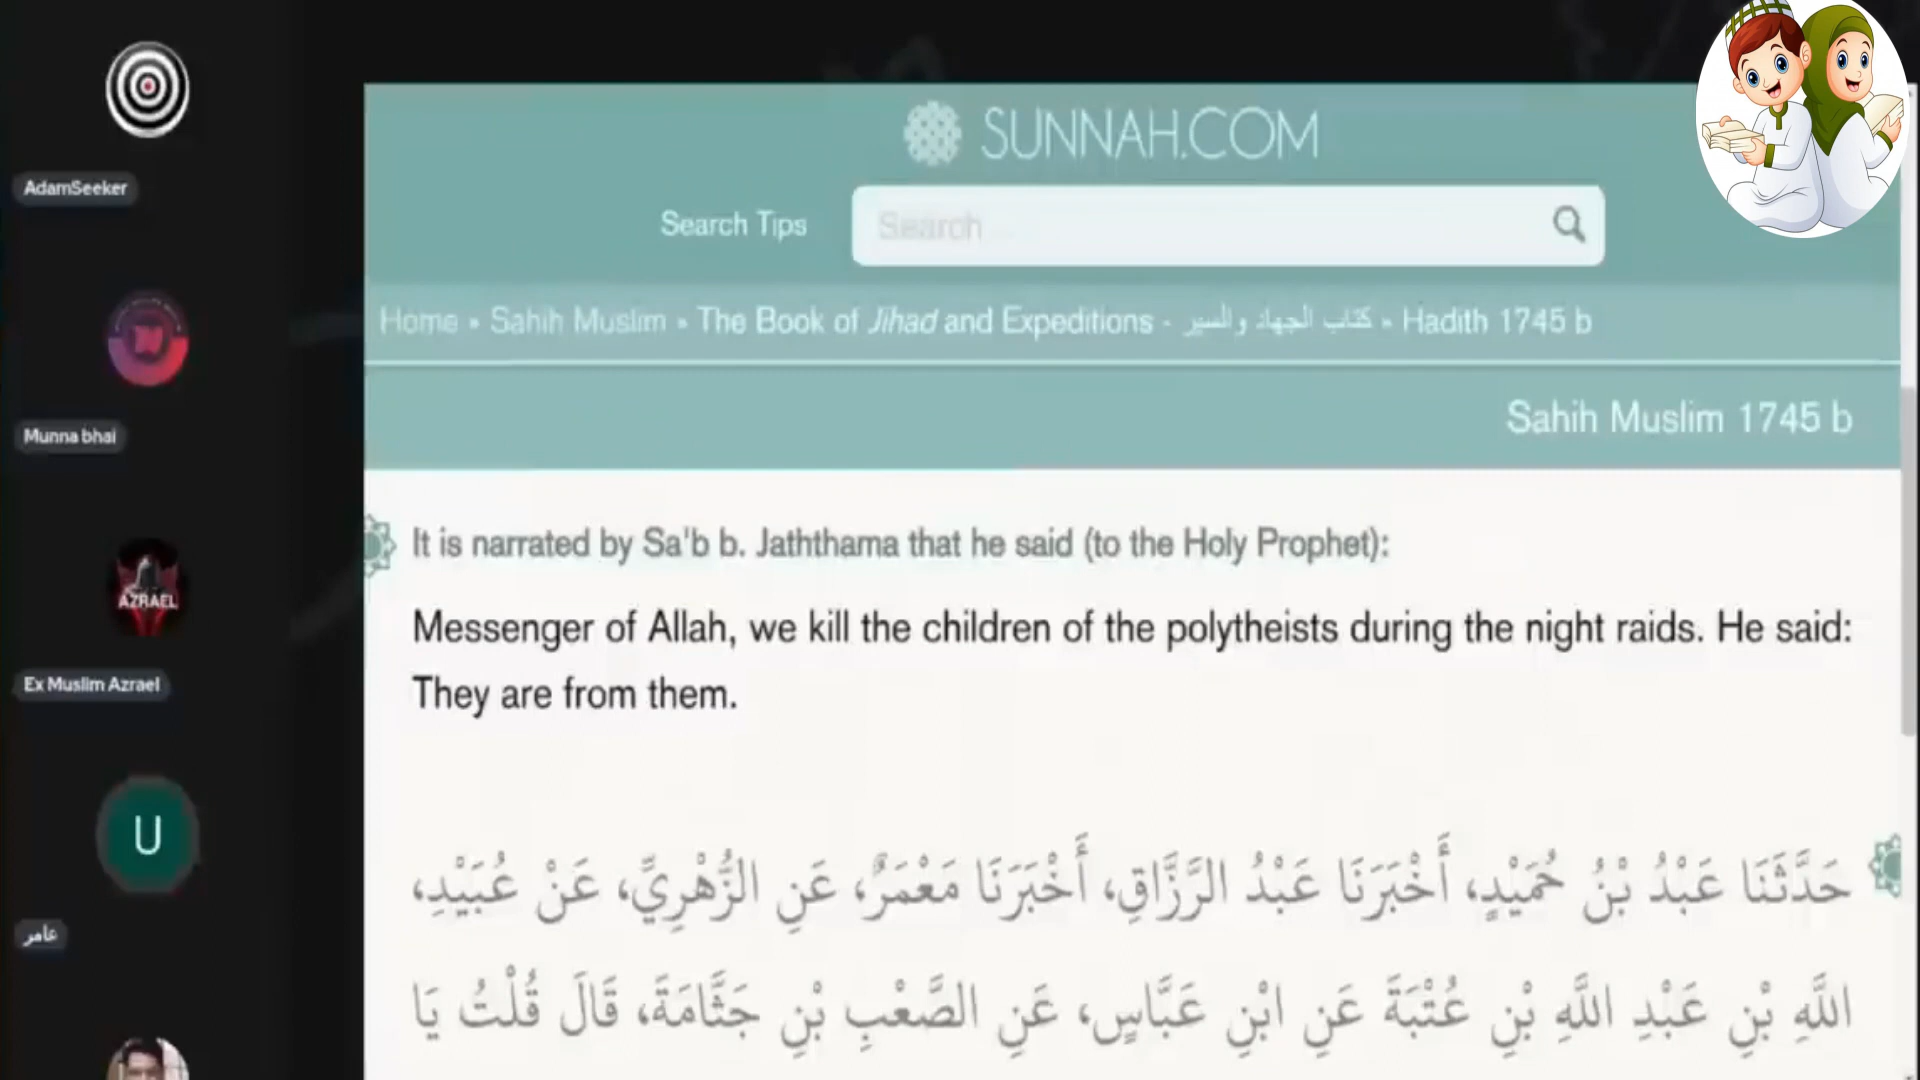 AdamSeeker
Munna bhai
AZRAEL
Ex Muslim Azrael
U
عامر
SUNNAH.COM
Search Tips
Search
Home » Sahih Muslim » The Book of Jihad and Expeditions - كتاب الجهاد والسير » Hadith 1745 b
Sahih Muslim 1745 b
It is narrated by Sa'b b. Jaththama that he said (to the Holy Prophet):
Messenger of Allah, we kill the children of the polytheists during the night raids. He said:
They are from them.
حَدَّثَنَا عَبْدُ بْنُ حُمَيْدٍ، أَخْبَرَنَا عَبْدُ الرَّزَّاقِ، أَخْبَرَنَا مَعْمَرٌ، عَنِ الزُّهْرِيِّ، عَنْ عُبَيْدِ،
اللَّهِ بْنِ عَبْدِ اللَّهِ بْنِ عُتْبَةَ عَنِ ابْنِ عَبَّاسٍ، عَنِ الصَّعْبِ بْنِ جَثَّامَةَ، قَالَ قُلْتُ يَا